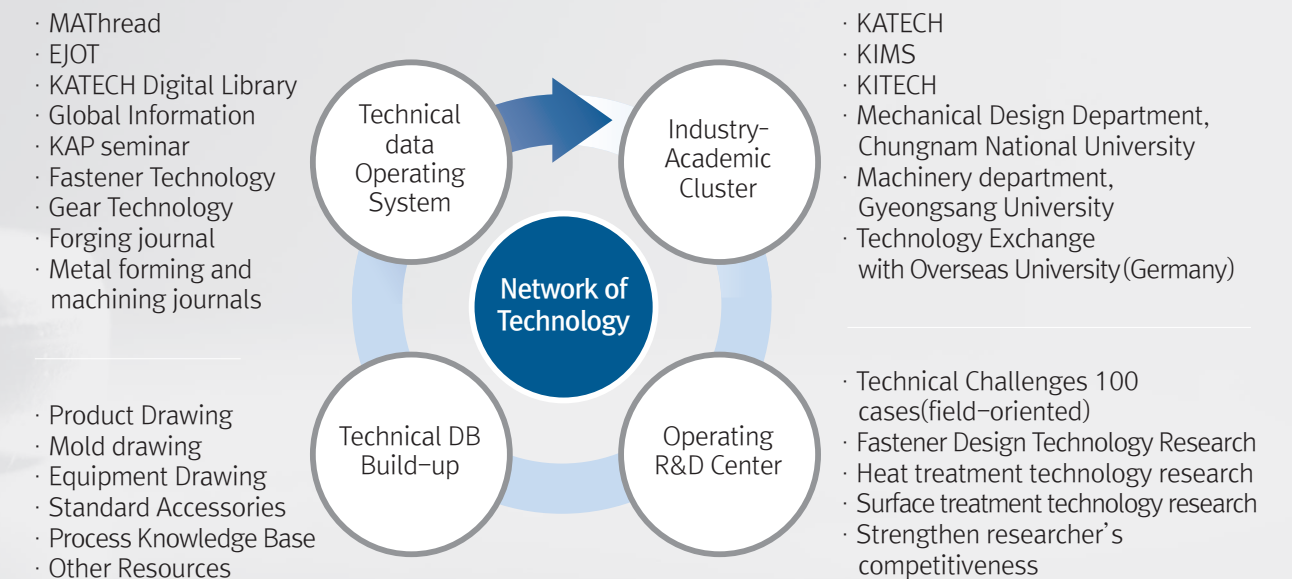 · MAThread
· EJOT
· KATECH Digital Library
· Global Information
· KAP seminar
· Fastener Technology
· Gear Technology
· Forging journal
· Metal forming and
machining journals
Technical
data
Operating
System
Industry-
Academic
Cluster
· KATECH
· KIMS
· KITECH
· Mechanical Design Department,
Chungnam National University
· Machinery department,
Gyeongsang University
· Technology Exchange
with Overseas University(Germany)
Network of
Technology
· Product Drawing
· Mold drawing
· Equipment Drawing
· Standard Accessories
· Process Knowledge Base
· Other Resources
Technical DB
Build-up
Operating
R&D Center
· Technical Challenges 100
cases(field-oriented)
· Fastener Design Technology Research
· Heat treatment technology research
· Surface treatment technology research
· Strengthen researcher's
competitiveness